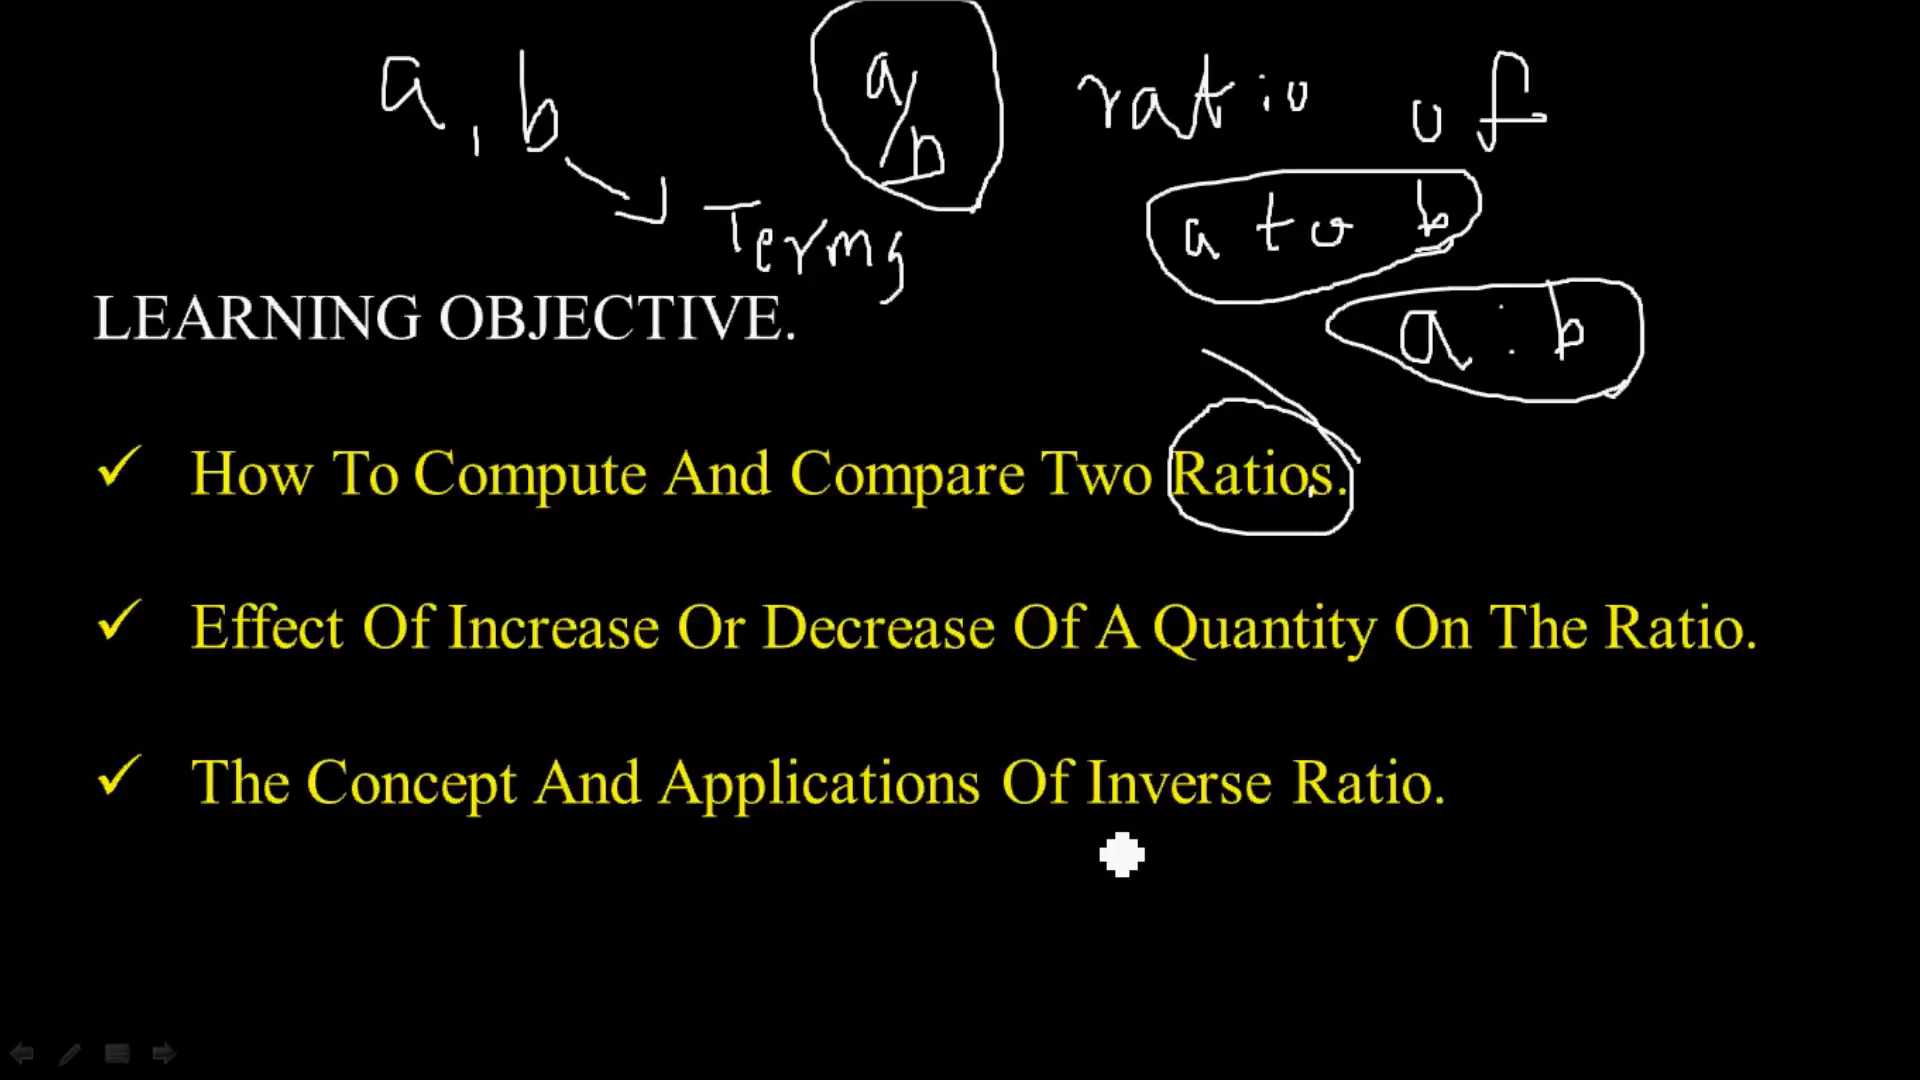 a, b a/b ratio of
Terms a to b
a : b
LEARNING OBJECTIVE.
✓ How To Compute And Compare Two Ratios.
✓ Effect Of Increase Or Decrease Of A Quantity On The Ratio.
✓ The Concept And Applications Of Inverse Ratio.